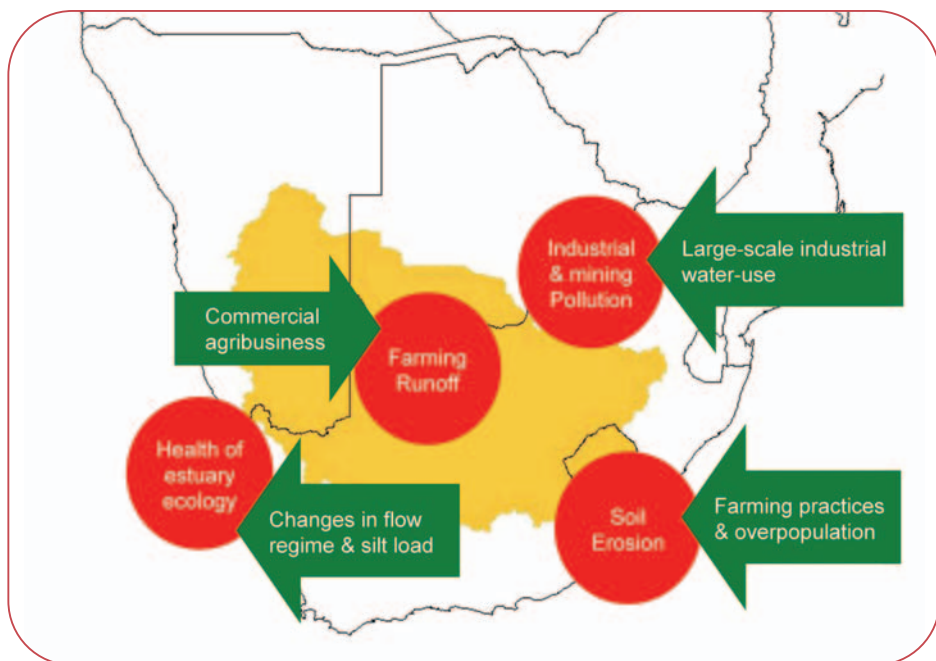 Industrial
& mining
Pollution
Large-scale industrial
water-use
Commercial
agribusiness
Farming
Runoff
Health of
estuary
ecology
Changes in flow
regime & silt load
Soil
Erosion
Farming practices
& overpopulation